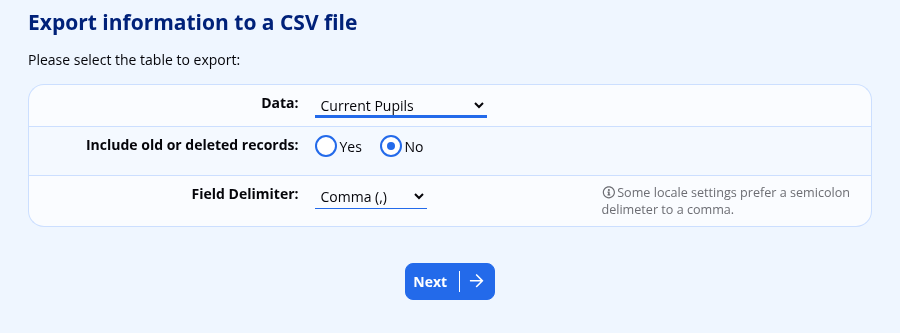 Export information to a CSV file
Please select the table to export:
Data: Current Pupils
Include old or deleted records: Yes No
Field Delimiter: Comma (,) Some locale settings prefer a semicolon
delimeter to a comma.
Next